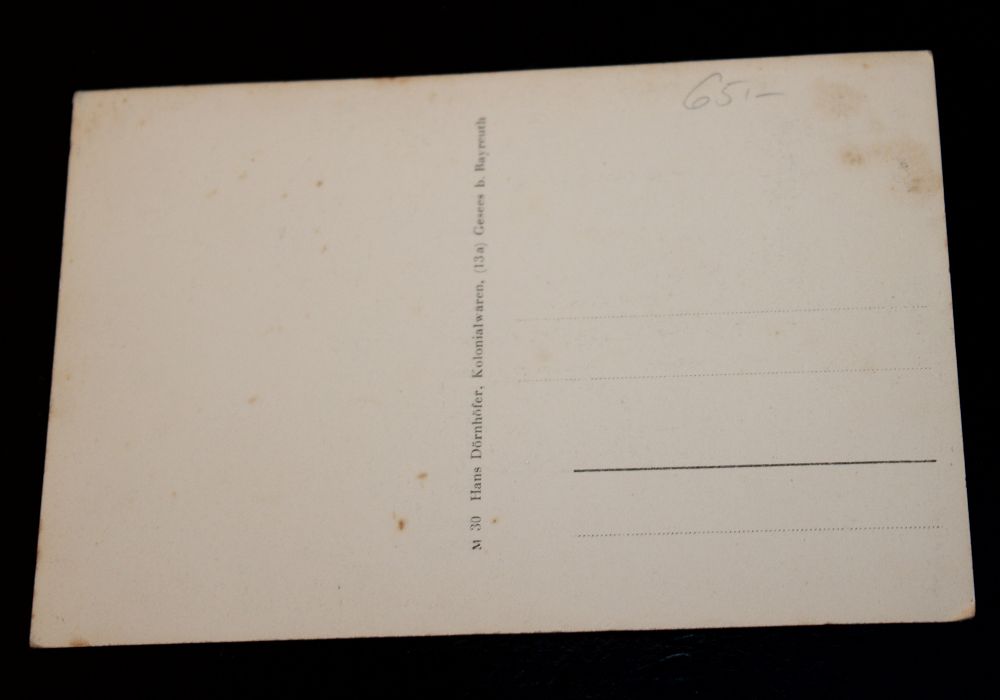 65.-
M 30 Hans Dörnhöfer, Kolonialwaren, (13a) Gesees b. Bayreuth